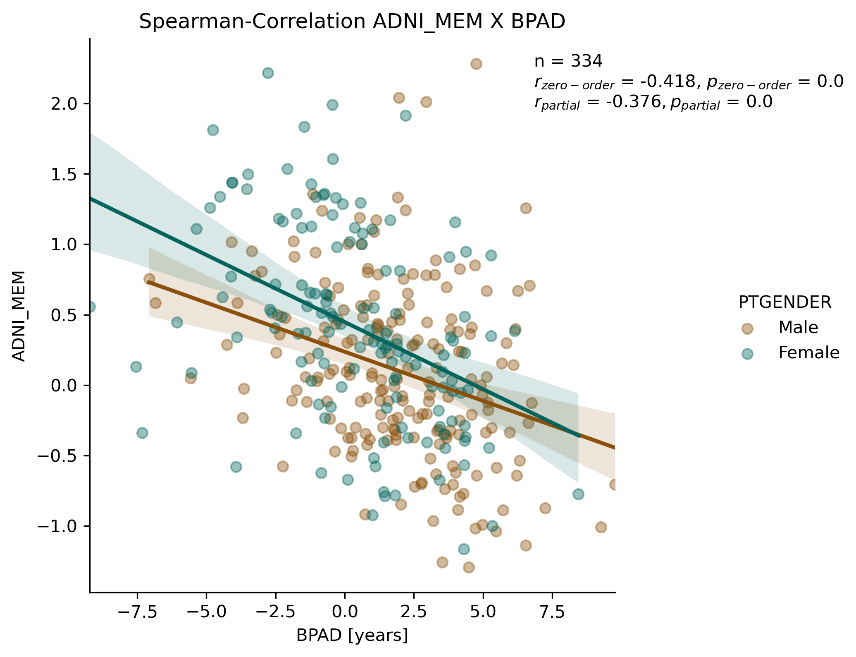 Spearman-Correlation ADNI_MEM X BPAD
n = 334
r_zero−order = -0.418, p_zero−order = 0.0
r_partial = -0.376, p_partial = 0.0
2.0
1.5
1.0
0.5
0.0
−0.5
−1.0
ADNI_MEM
PTGENDER
Male
Female
−7.5 −5.0 −2.5 0.0 2.5 5.0 7.5
BPAD [years]